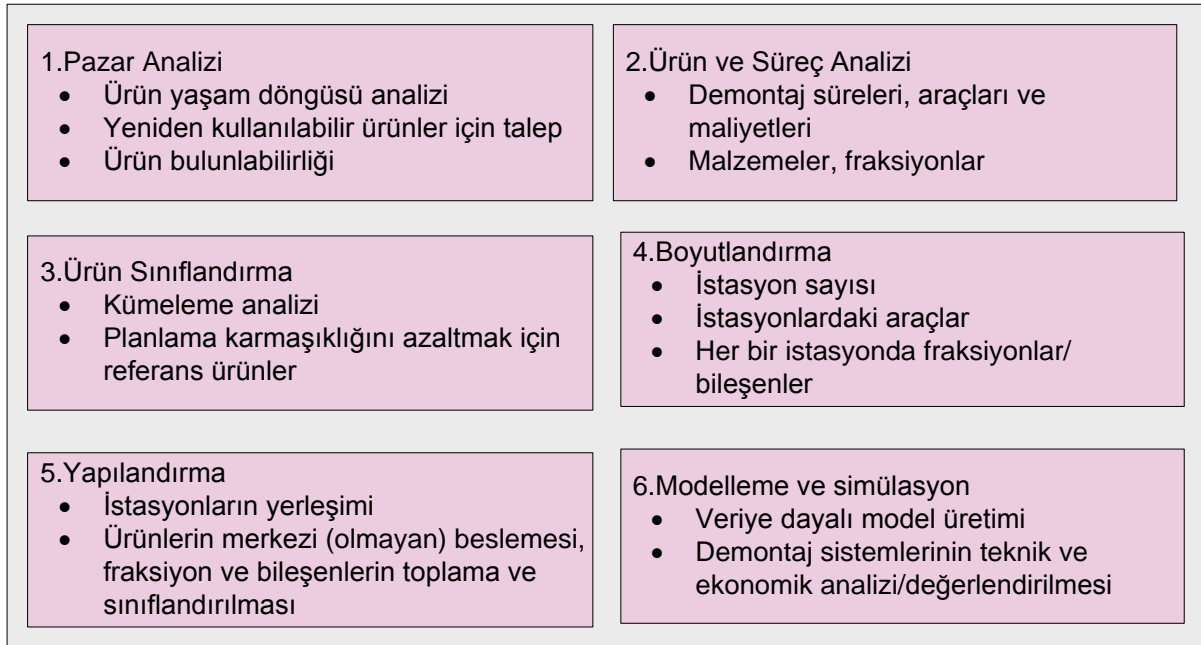 1.Pazar Analizi
• Ürün yaşam döngüsü analizi
• Yeniden kullanılabilir ürünler için talep
• Ürün bulunlabilirliği
2.Ürün ve Süreç Analizi
• Demontaj süreleri, araçları ve
maliyetleri
• Malzemeler, fraksiyonlar
3.Ürün Sınıflandırma
• Kümeleme analizi
• Planlama karmaşıklığını azaltmak için
referans ürünler
4.Boyutlandırma
• İstasyon sayısı
• İstasyonlardaki araçlar
• Her bir istasyonda fraksiyonlar/
bileşenler
5.Yapılandırma
• İstasyonların yerleşimi
• Ürünlerin merkezi (olmayan) beslemesi,
fraksiyon ve bileşenlerin toplama ve
sınıflandırılması
6.Modelleme ve simülasyon
• Veriye dayalı model üretimi
• Demontaj sistemlerinin teknik ve
ekonomik analizi/değerlendirilmesi